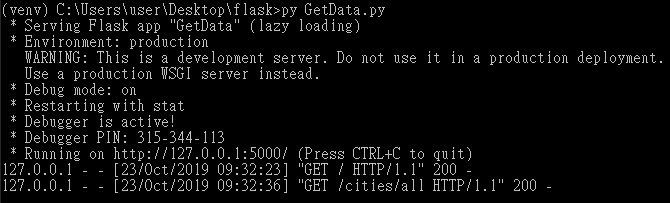 (venv) C:\Users\user\Desktop\flask>py GetData.py
 * Serving Flask app "GetData" (lazy loading)
 * Environment: production
   WARNING: This is a development server. Do not use it in a production deployment.
   Use a production WSGI server instead.
 * Debug mode: on
 * Restarting with stat
 * Debugger is active!
 * Debugger PIN: 315-344-113
 * Running on http://127.0.0.1:5000/ (Press CTRL+C to quit)
127.0.0.1 - - [23/Oct/2019 09:32:23] "GET / HTTP/1.1" 200 -
127.0.0.1 - - [23/Oct/2019 09:32:36] "GET /cities/all HTTP/1.1" 200 -